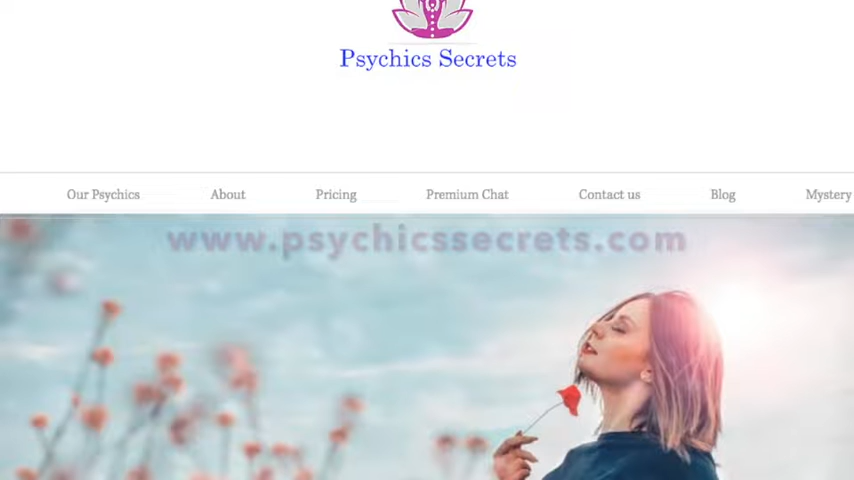 Psychics Secrets
Our Psychics About Pricing Premium Chat Contact us Blog Mystery
www.psychicssecrets.com